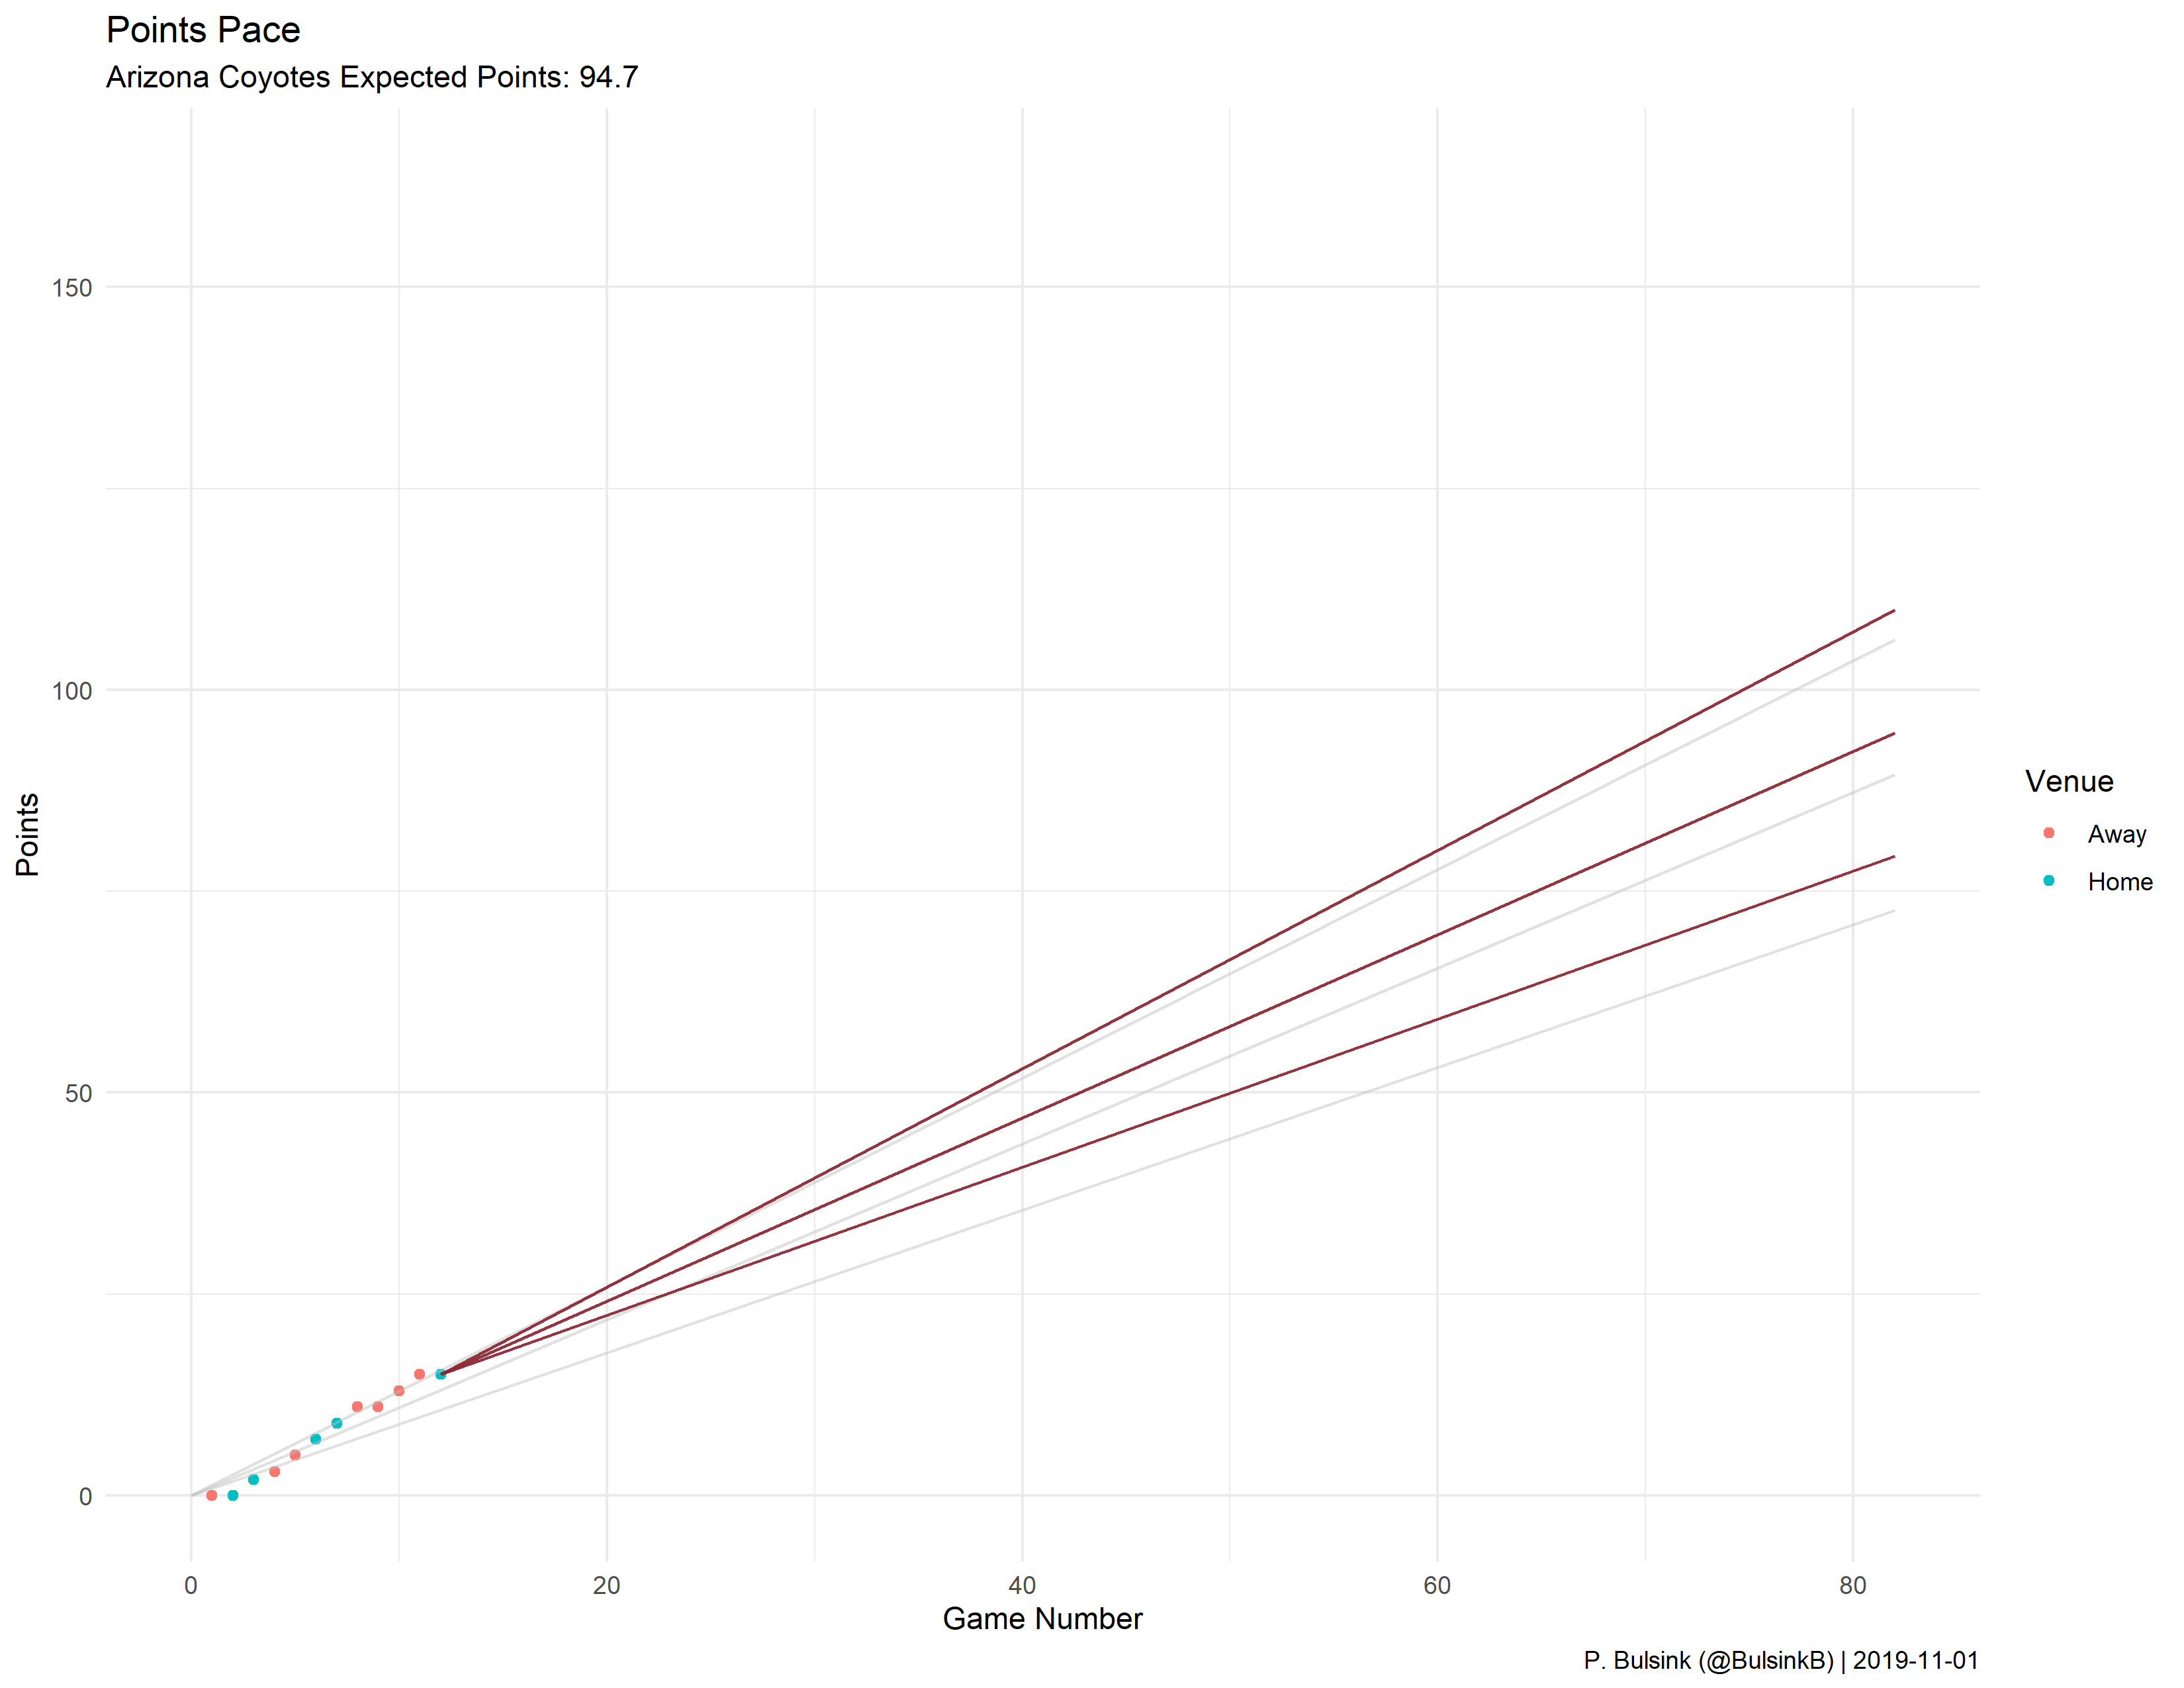 Points Pace
Arizona Coyotes Expected Points: 94.7
150
100
50
0
Points
0 20 40 60 80
Game Number
Venue
Away
Home
P. Bulsink (@BulsinkB) | 2019-11-01